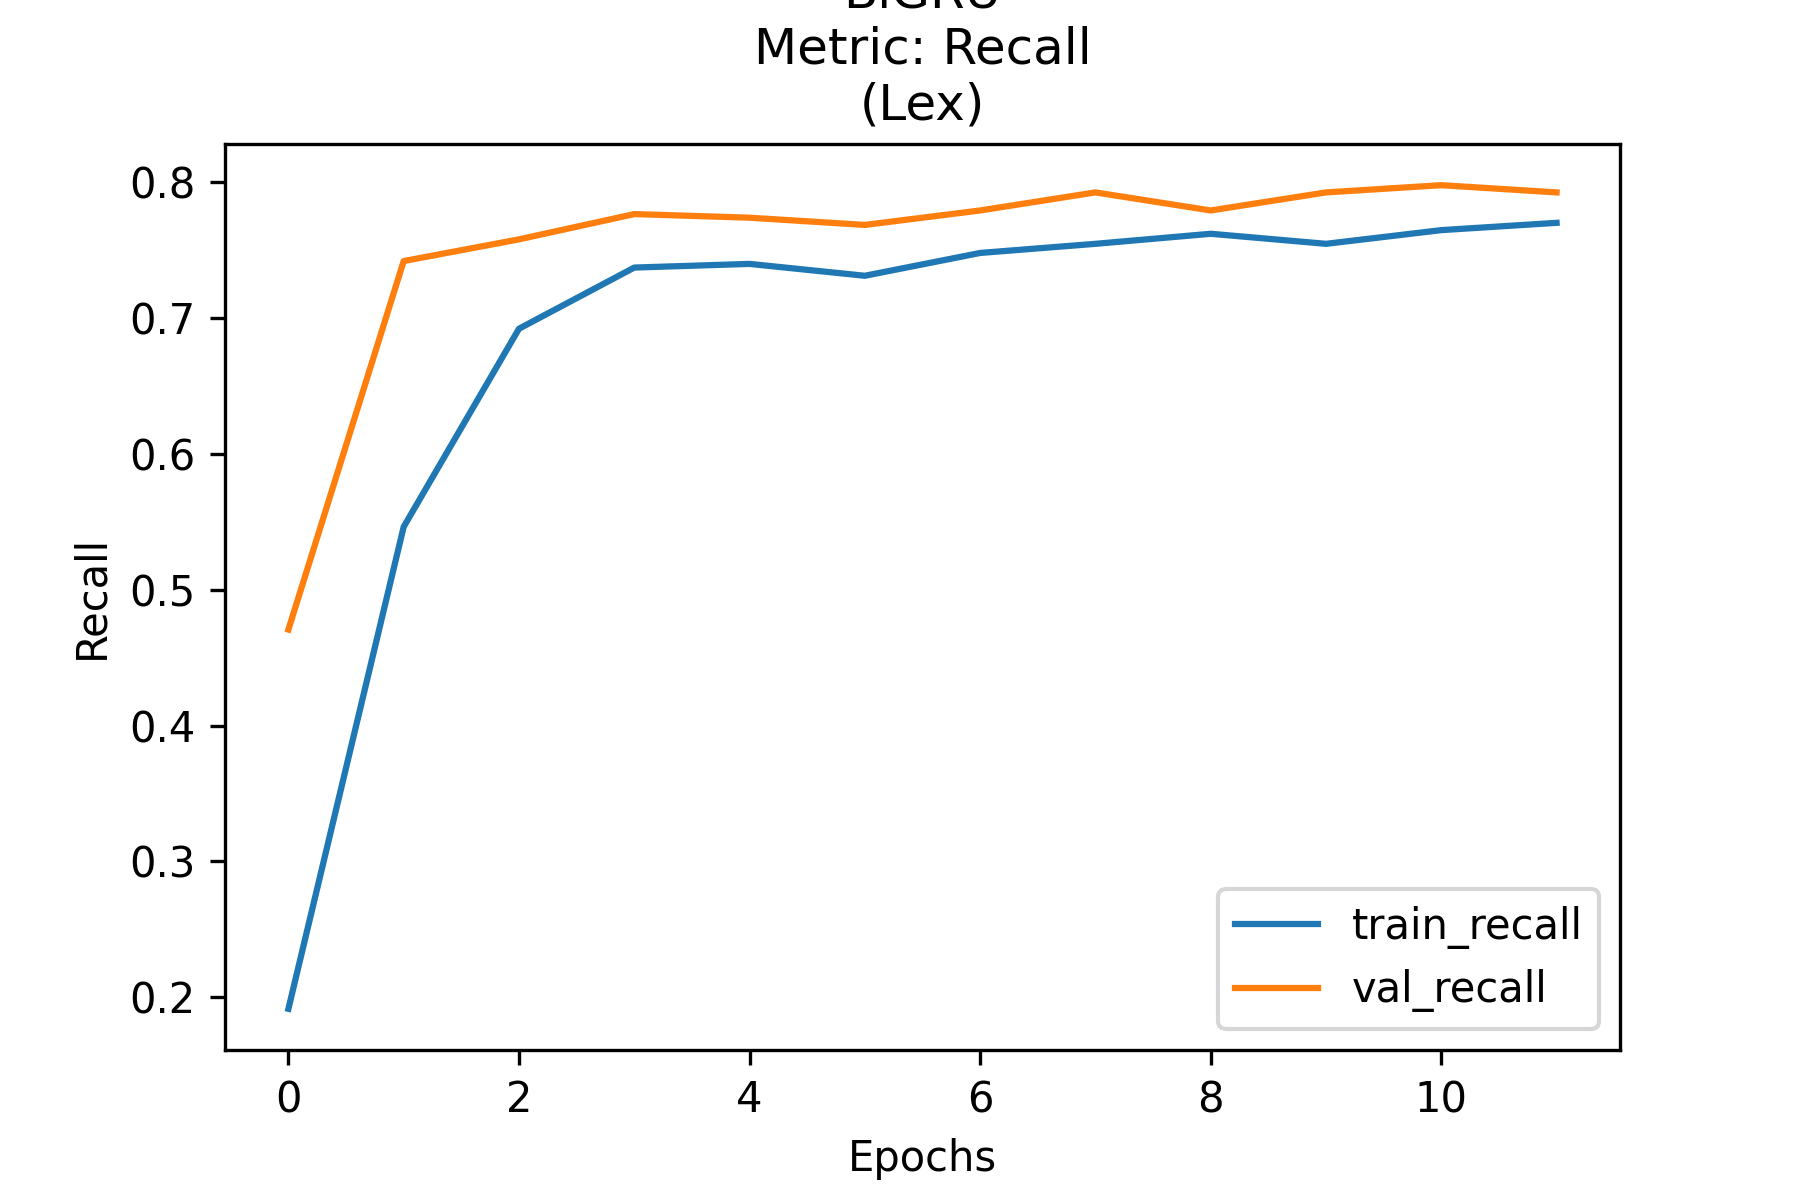 BiGRU
Metric: Recall
(Lex)
0.8
0.7
0.6
0.5
0.4
0.3
0.2
Recall
train_recall
val_recall
0 2 4 6 8 10
Epochs